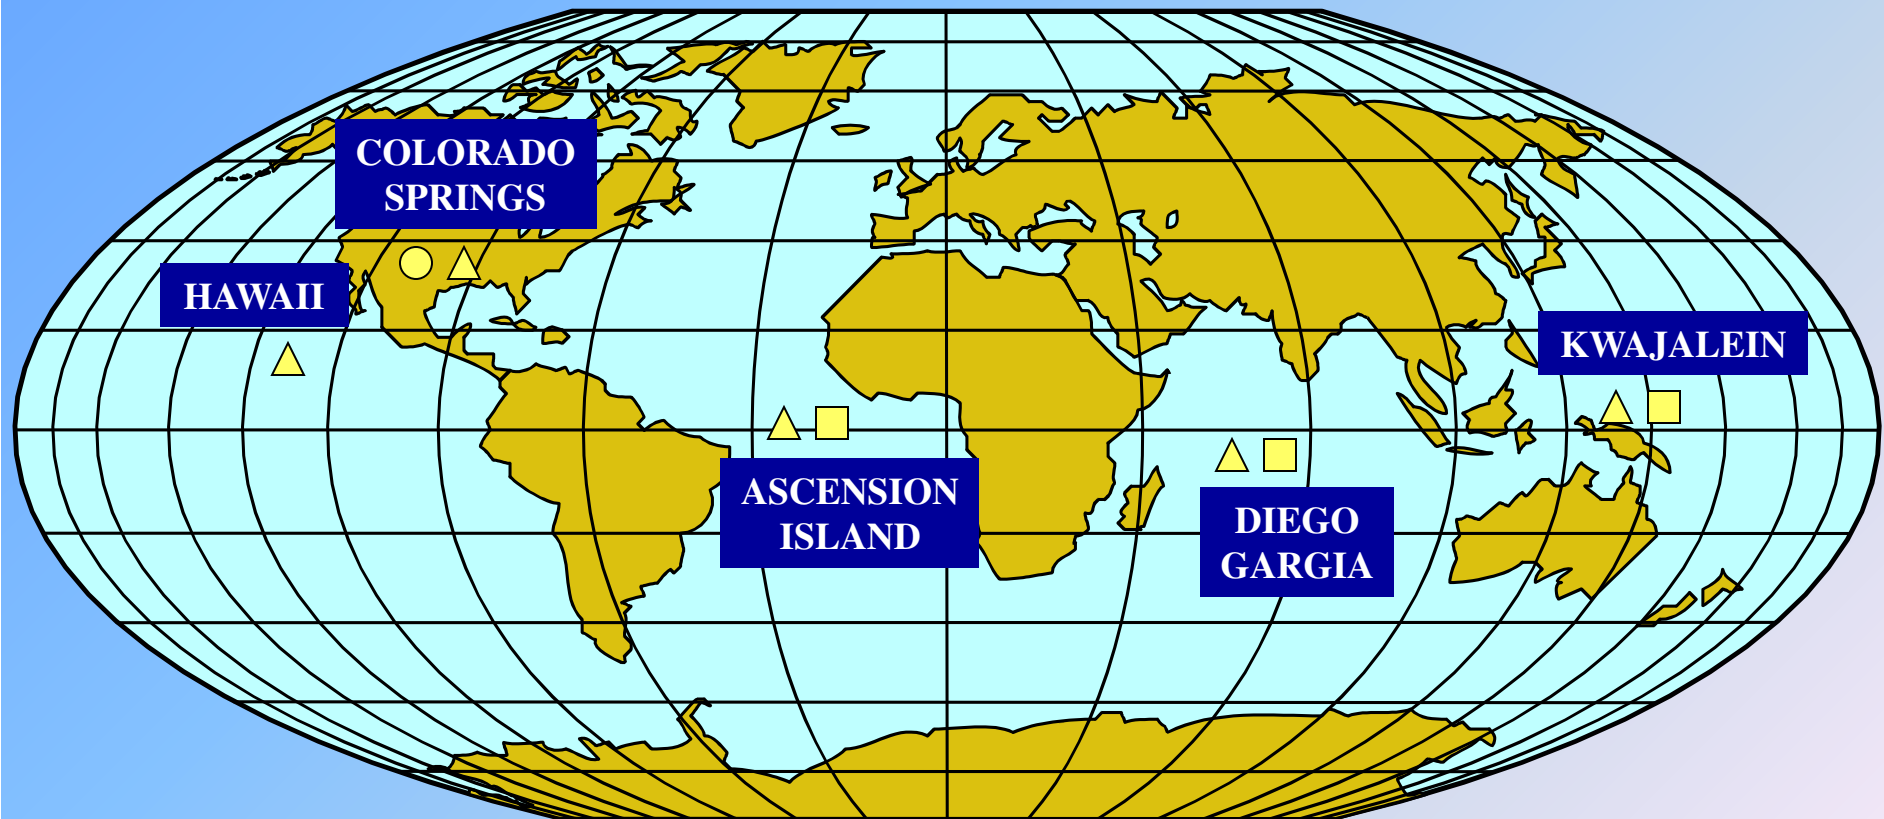 COLORADO
SPRINGS
HAWAII
KWAJALEIN
ASCENSION
ISLAND
DIEGO
GARGIA